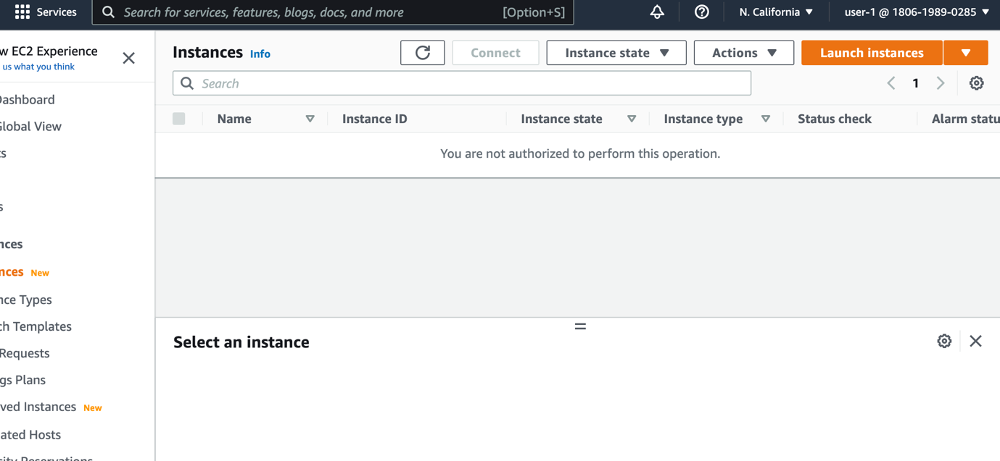 Services
Search for services, features, blogs, docs, and more [Option+S]
N. California ▼
user-1 @ 1806-1989-0285 ▼
w EC2 Experience
us what you think
Dashboard
Global View
ts
s
nces
nces New
nce Types
ch Templates
Requests
gs Plans
ved Instances New
ated Hosts
city Reservations
Instances Info
Connect
Instance state ▼
Actions ▼
Launch instances
Search
1
Name Instance ID Instance state Instance type Status check Alarm statu
You are not authorized to perform this operation.
Select an instance